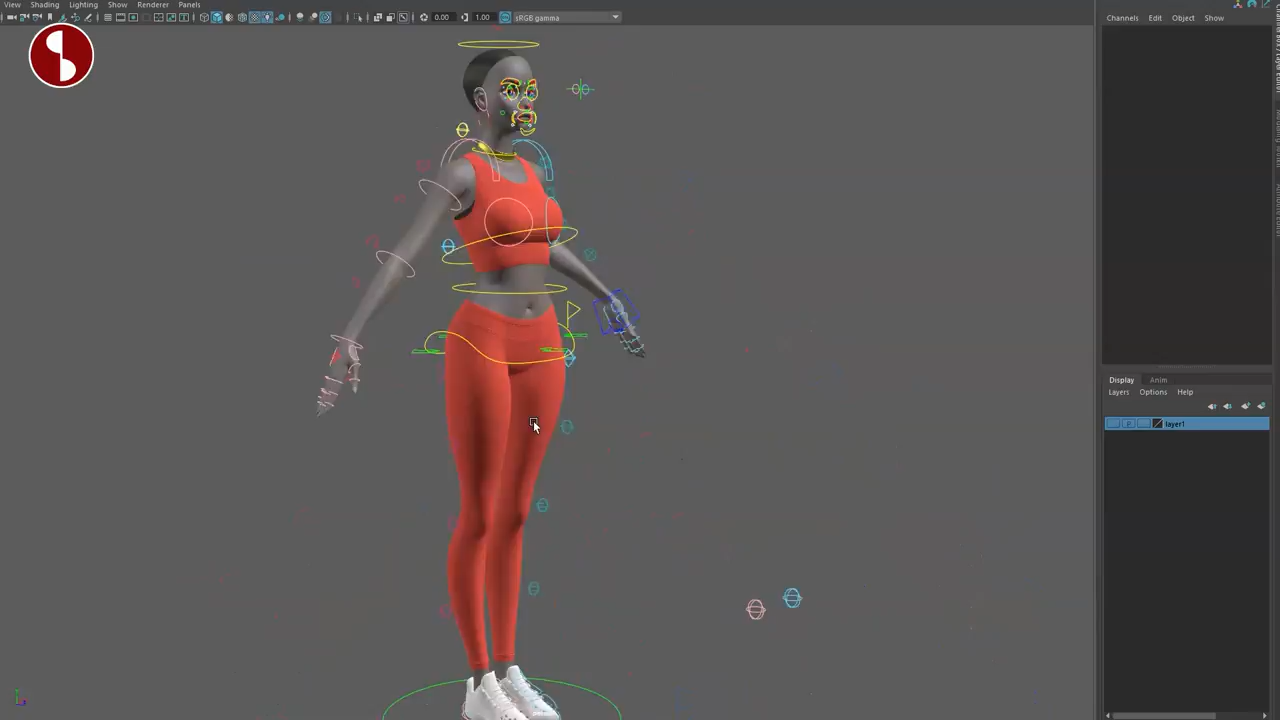 View Shading Lighting Show Renderer Panels
0.00 1.00 sRGB gamma
Channels Edit Object Show
Display Anim
Layers Options Help
P layer1